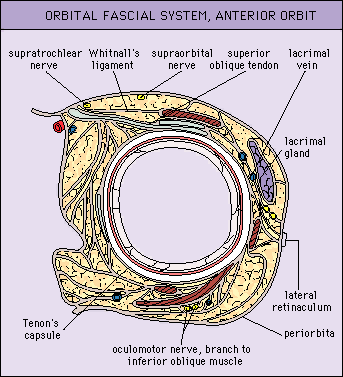 ORBITAL FASCIAL SYSTEM, ANTERIOR ORBIT
supratrochlear nerve
Whitnall's ligament
supraorbital nerve
superior oblique tendon
lacrimal vein
lacrimal gland
lateral retinaculum
periorbita
Tenon's capsule
oculomotor nerve, branch to inferior oblique muscle